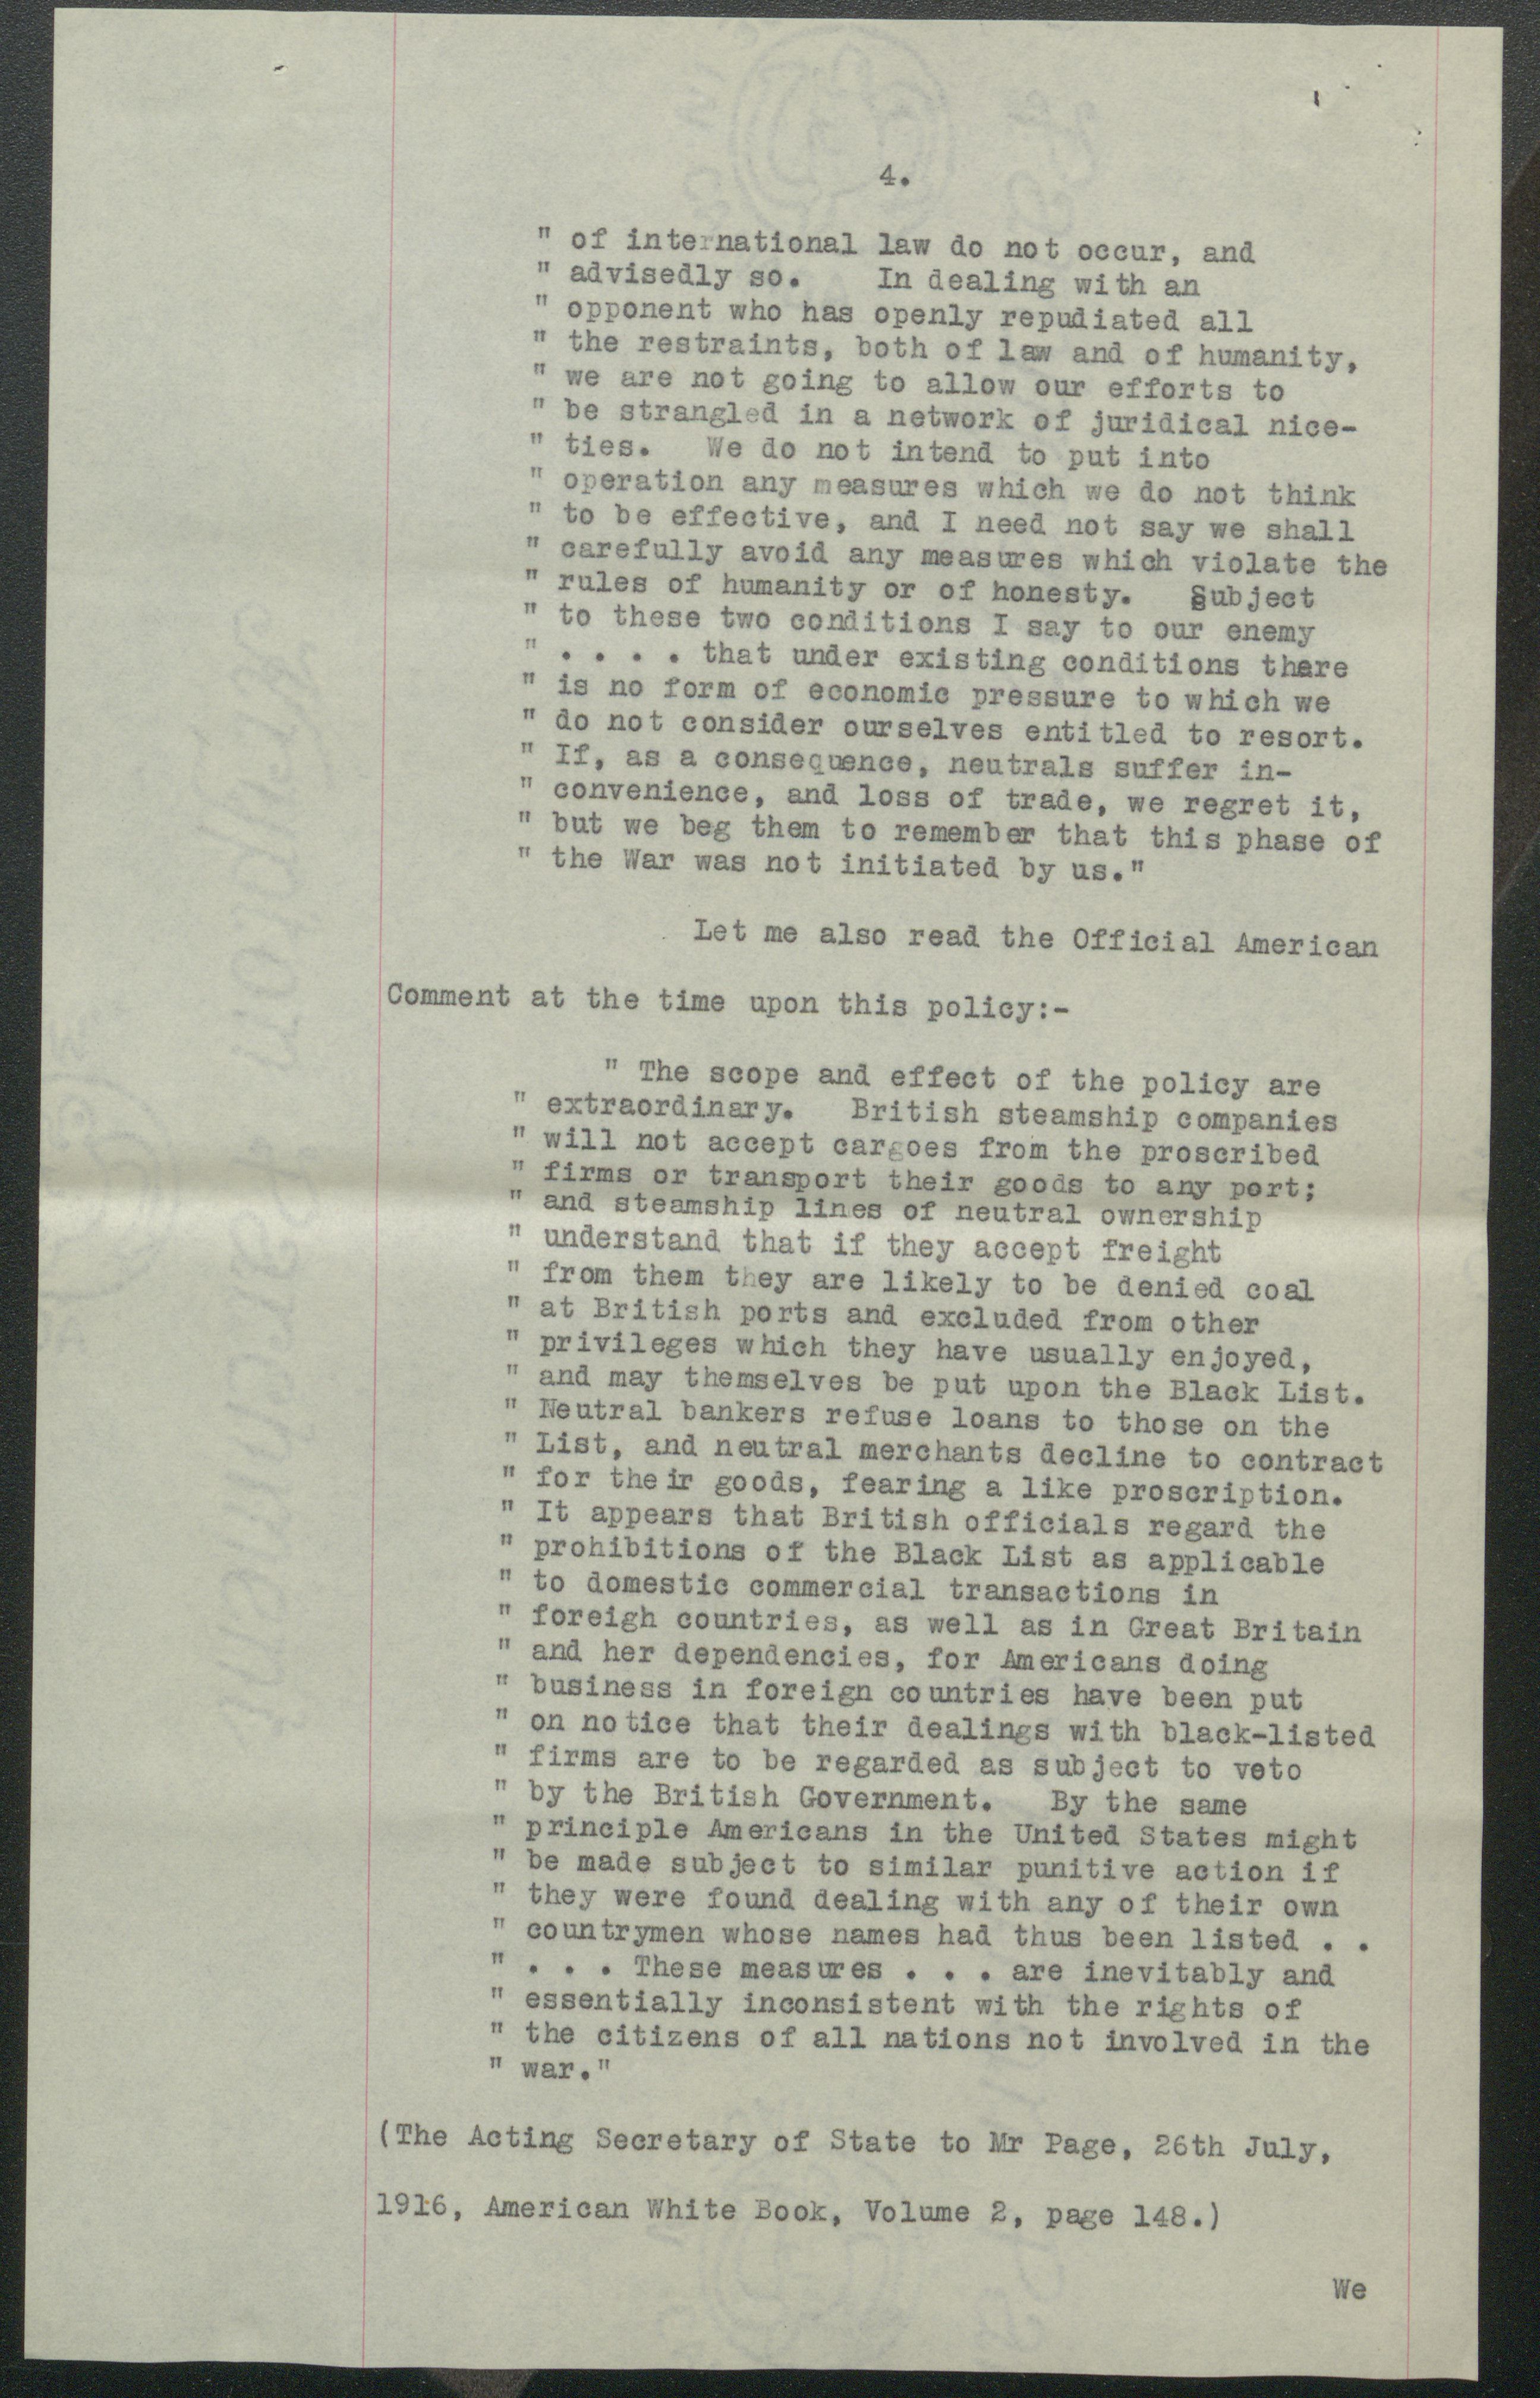 4.
" of international law do not occur, and
" advisedly so. In dealing with an
" opponent who has openly repudiated all
" the restraints, both of law and of humanity,
" we are not going to allow our efforts to
" be strangled in a network of juridical nice-
" ties. We do not intend to put into
" operation any measures which we do not think
" to be effective, and I need not say we shall
" carefully avoid any measures which violate the
" rules of humanity or of honesty. Subject
" to these two conditions I say to our enemy
" . . . . that under existing conditions there
" is no form of economic pressure to which we
" do not consider ourselves entitled to resort.
" If, as a consequence, neutrals suffer in-
" convenience, and loss of trade, we regret it,
" but we beg them to remember that this phase of
" the War was not initiated by us."
Let me also read the Official American
Comment at the time upon this policy:-
" The scope and effect of the policy are
" extraordinary. British steamship companies
" will not accept cargoes from the proscribed
" firms or transport their goods to any port;
" and steamship lines of neutral ownership
" understand that if they accept freight
" from them they are likely to be denied coal
" at British ports and excluded from other
" privileges which they have usually enjoyed,
" and may themselves be put upon the Black List.
" Neutral bankers refuse loans to those on the
" List, and neutral merchants decline to contract
" for their goods, fearing a like proscription.
" It appears that British officials regard the
" prohibitions of the Black List as applicable
" to domestic commercial transactions in
" foreigh countries, as well as in Great Britain
" and her dependencies, for Americans doing
" business in foreign countries have been put
" on notice that their dealings with black-listed
" firms are to be regarded as subject to veto
" by the British Government. By the same
" principle Americans in the United States might
" be made subject to similar punitive action if
" they were found dealing with any of their own
" countrymen whose names had thus been listed . .
" . . . These measures . . . are inevitably and
" essentially inconsistent with the rights of
" the citizens of all nations not involved in the
" war."
(The Acting Secretary of State to Mr Page, 26th July,
1916, American White Book, Volume 2, page 148.)
We